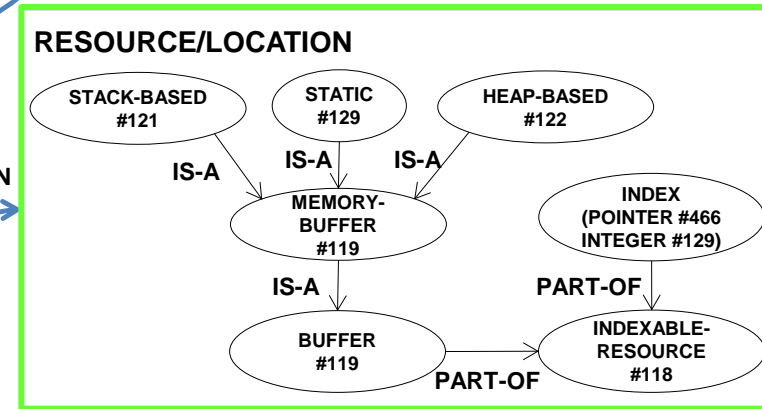 RESOURCE/LOCATION
STACK-BASED
#121
STATIC
#129
HEAP-BASED
#122
IS-A
IS-A
IS-A
N
MEMORY-
BUFFER
#119
INDEX
(POINTER #466
INTEGER #129)
IS-A
PART-OF
BUFFER
#119
PART-OF
INDEXABLE-
RESOURCE
#118